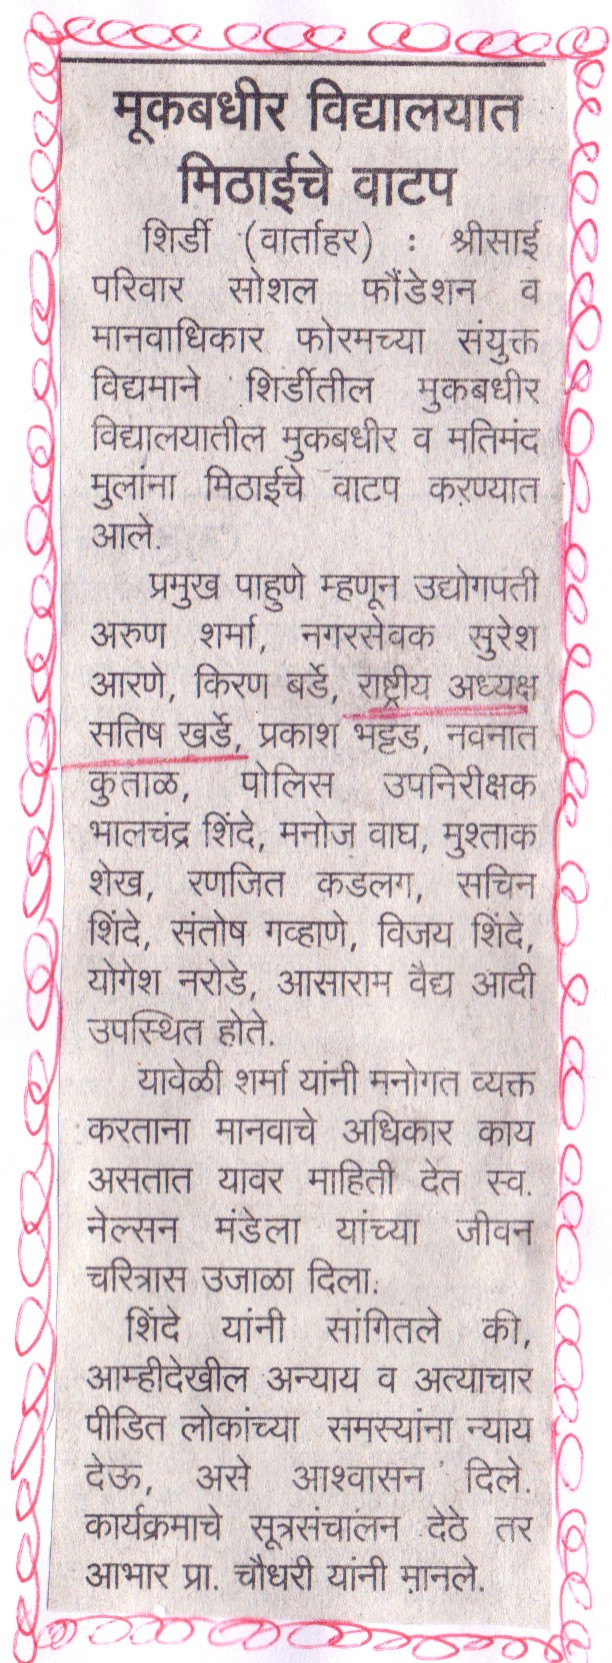 मूकबधीर विद्यालयात
मिठाईचे वाटप
शिर्डी (वार्ताहर) : श्रीसाई
परिवार सोशल फौंडेशन व
मानवाधिकार फोरमच्या संयुक्त
विद्यमाने शिर्डीतील मुकबधीर
विद्यालयातील मुकबधीर व मतिमंद
मुलांना मिठाईचे वाटप करण्यात
आले.
प्रमुख पाहुणे म्हणून उद्योगपती
अरुण शर्मा, नगरसेवक सुरेश
आरणे, किरण बर्डे, राष्ट्रीय अध्यक्ष
सतिष खर्डे, प्रकाश भट्टड, नवनात
कुताळ, पोलिस उपनिरीक्षक
भालचंद्र शिंदे, मनोज वाघ, मुश्ताक
शेख, रणजित कडलग, सचिन
शिंदे, संतोष गव्हाणे, विजय शिंदे,
योगेश नरोडे, आसाराम वैद्य आदी
उपस्थित होते.
यावेळी शर्मा यांनी मनोगत व्यक्त
करताना मानवाचे अधिकार काय
असतात यावर माहिती देत स्व.
नेल्सन मंडेला यांच्या जीवन
चरित्रास उजाळा दिला.
शिंदे यांनी सांगितले की,
आम्हीदेखील अन्याय व अत्याचार
पीडित लोकांच्या समस्यांना न्याय
देऊ, असे आश्वासन दिले.
कार्यक्रमाचे सूत्रसंचालन देठे तर
आभार प्रा. चौधरी यांनी मानले.